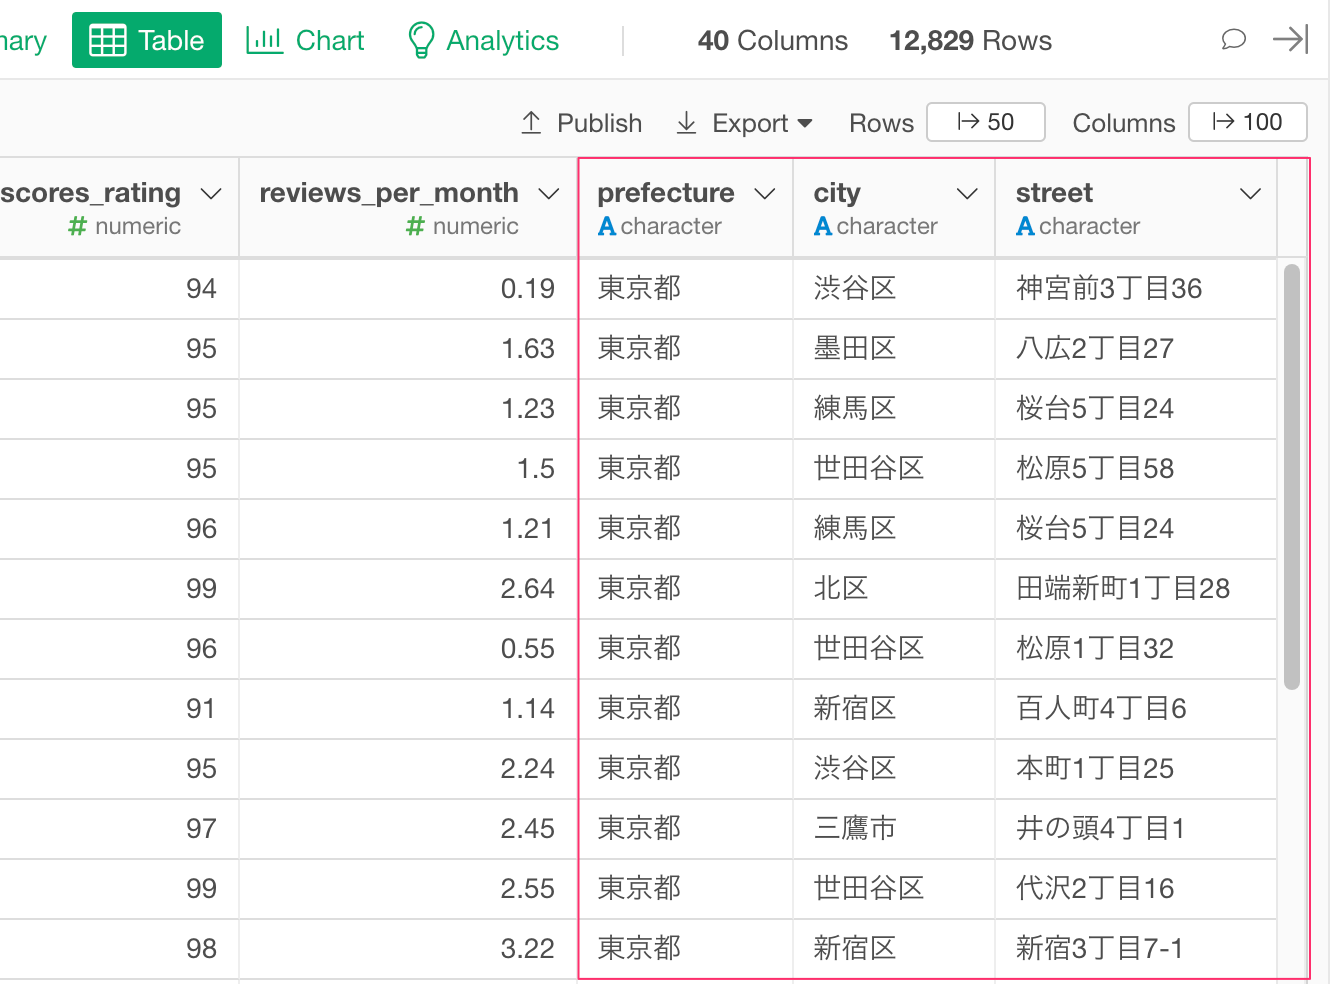 nary Table Chart Analytics 40 Columns 12,829 Rows
Publish Export Rows 50 Columns 100
scores_rating reviews_per_month prefecture city street
# numeric # numeric A character A character A character
94 0.19 東京都 渋谷区 神宮前3丁目36
95 1.63 東京都 墨田区 八広2丁目27
95 1.23 東京都 練馬区 桜台5丁目24
95 1.5 東京都 世田谷区 松原5丁目58
96 1.21 東京都 練馬区 桜台5丁目24
99 2.64 東京都 北区 田端新町1丁目28
96 0.55 東京都 世田谷区 松原1丁目32
91 1.14 東京都 新宿区 百人町4丁目6
95 2.24 東京都 渋谷区 本町1丁目25
97 2.45 東京都 三鷹市 井の頭4丁目1
99 2.55 東京都 世田谷区 代沢2丁目16
98 3.22 東京都 新宿区 新宿3丁目7-1